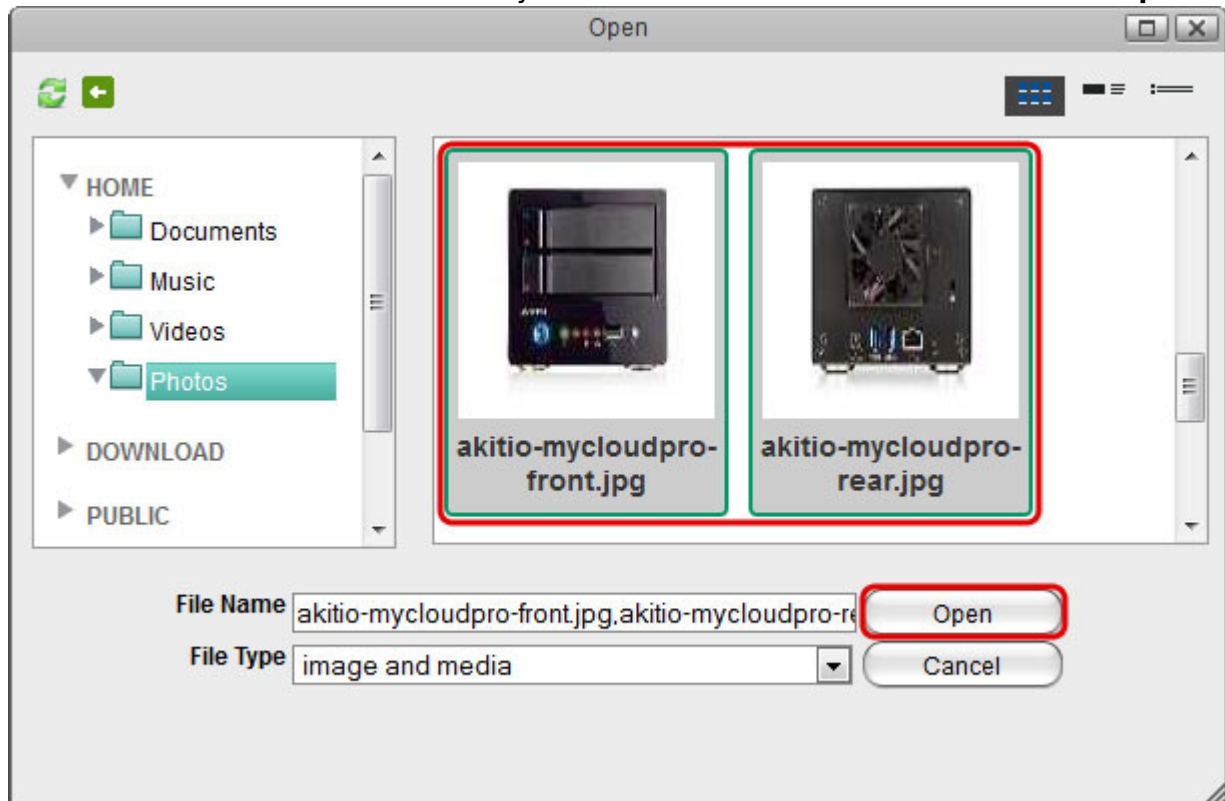 Open
HOME
Documents
Music
Videos
Photos
DOWNLOAD
PUBLIC
akitio-mycloudpro-
front.jpg
akitio-mycloudpro-
rear.jpg
File Name akitio-mycloudpro-front.jpg,akitio-mycloudpro-re Open
File Type image and media Cancel